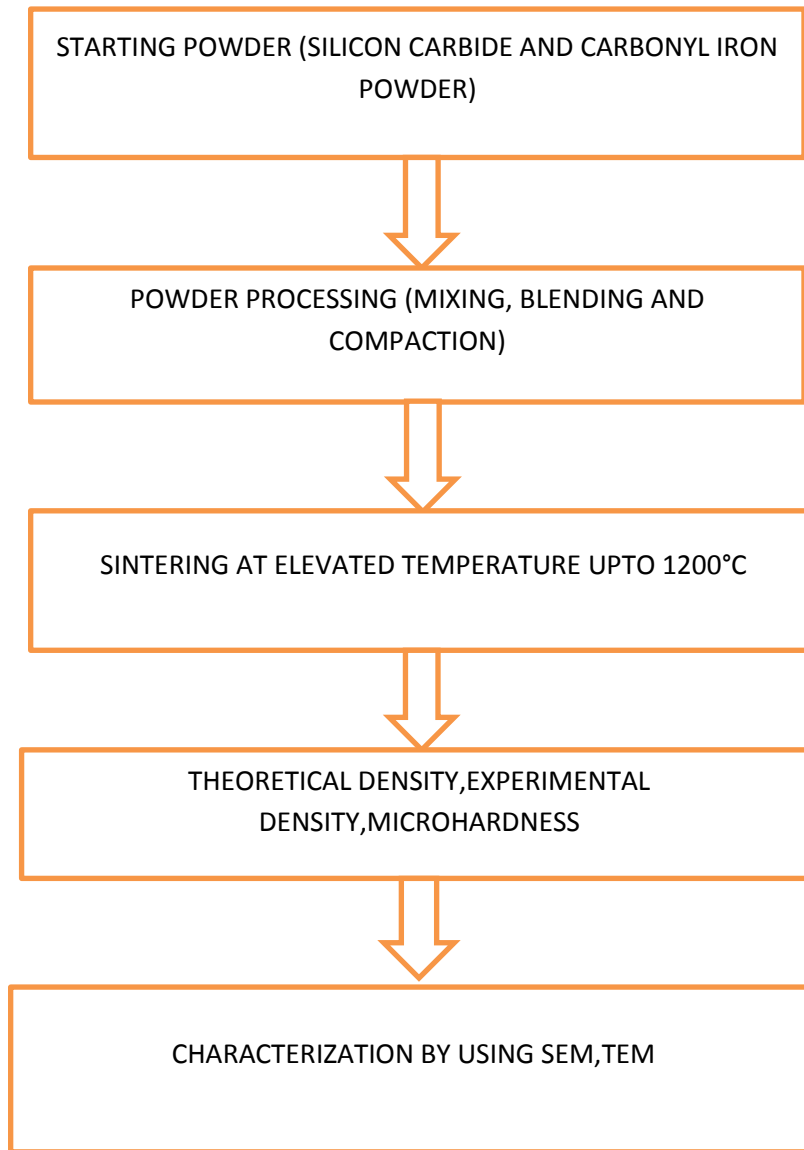 STARTING POWDER (SILICON CARBIDE AND CARBONYL IRON
POWDER)
POWDER PROCESSING (MIXING, BLENDING AND
COMPACTION)
SINTERING AT ELEVATED TEMPERATURE UPTO 1200°C
THEORETICAL DENSITY,EXPERIMENTAL
DENSITY,MICROHARDNESS
CHARACTERIZATION BY USING SEM,TEM